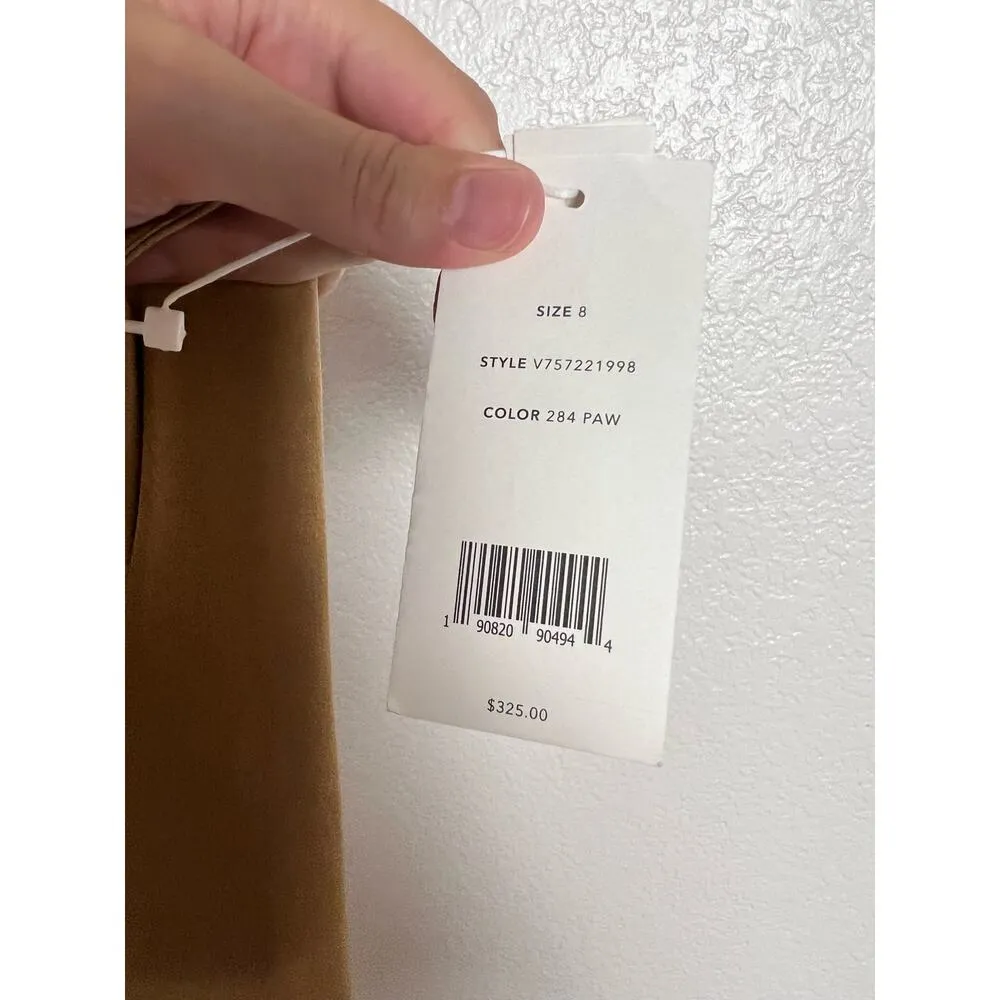 SIZE 8
STYLE V757221998
COLOR 284 PAW
1 90820 90494 4
$325.00